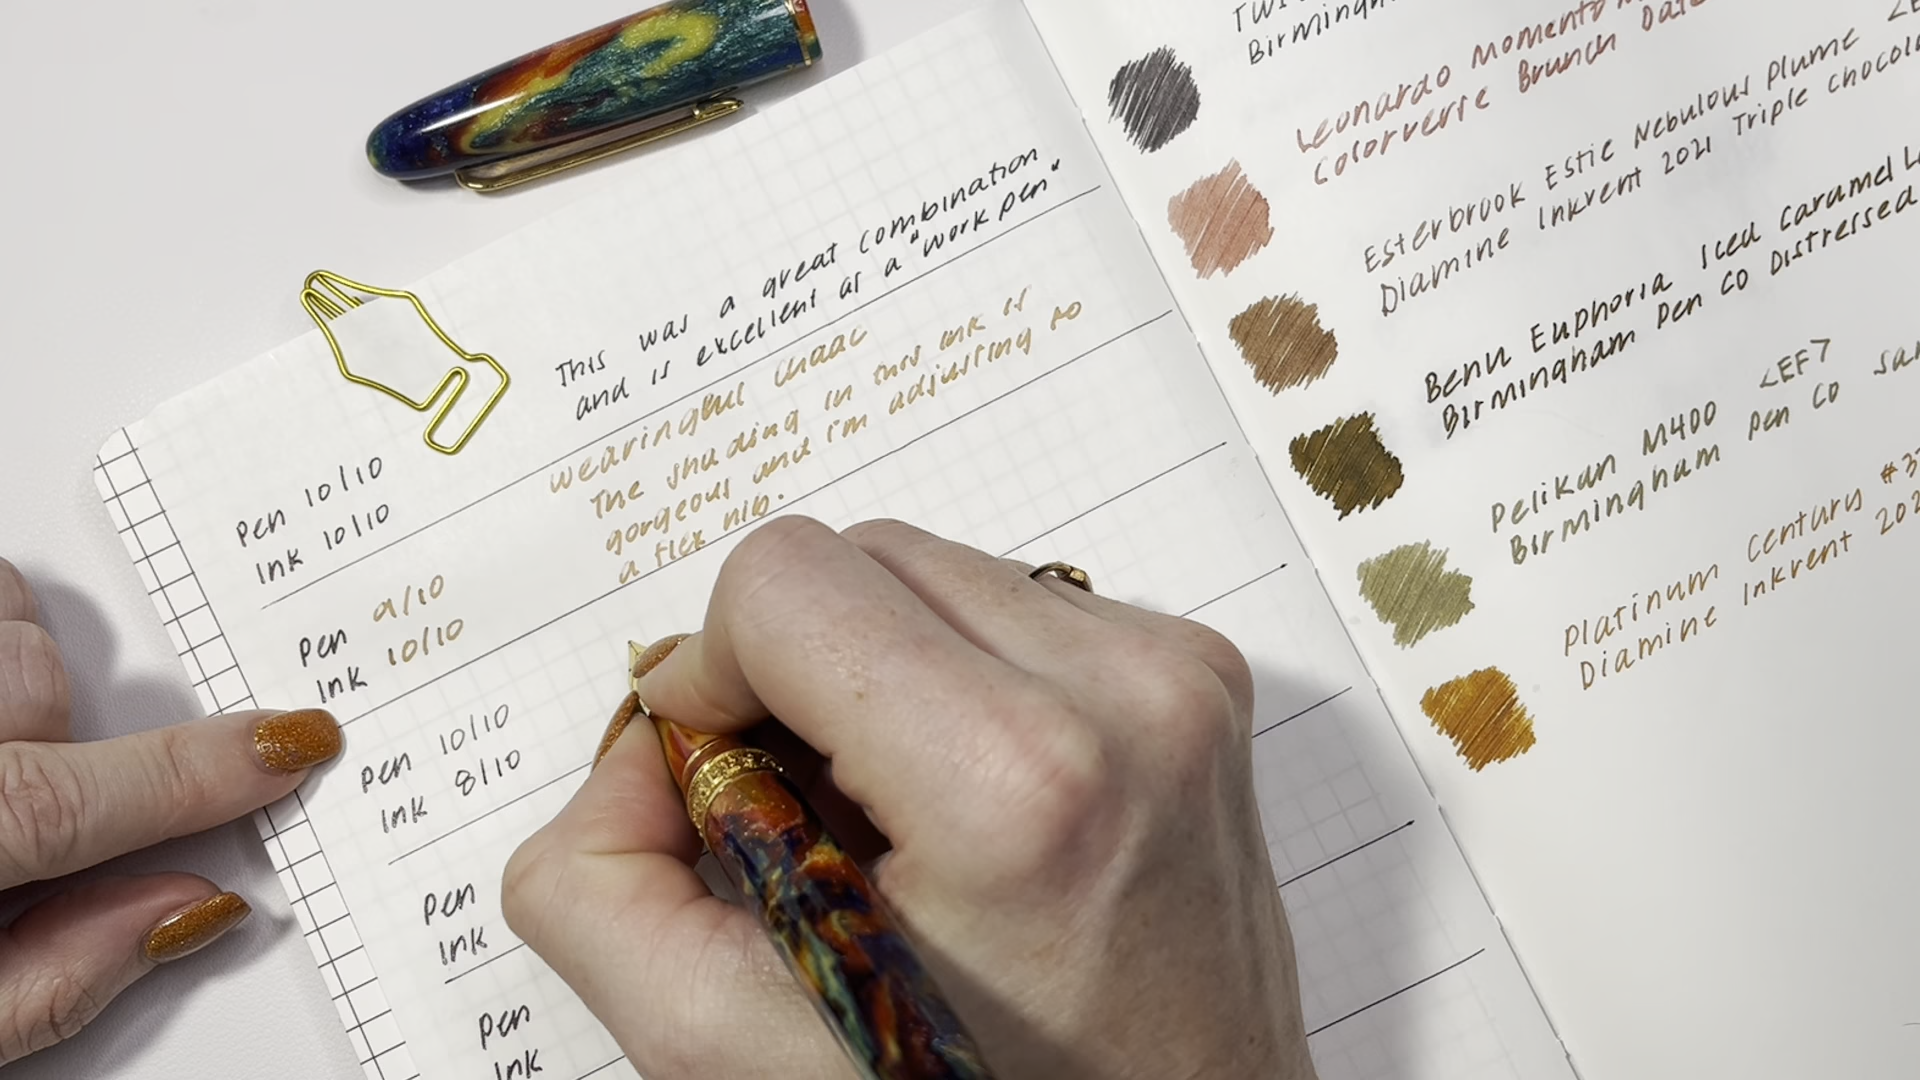 This was a great combination
and is excellent as a "work pen"
Pen 10/10
Ink 10/10
The shading in this ink is
gorgeous and i'm adjusting to
a flex nib.
Pen 9/10
Ink 10/10
Pen 10/10
Ink 8/10
Pen
Ink
Pen
Ink
Leonardo Momento
Colorverse Brunch Date
Esterbrook Estie Nebulous Plume
Diamine Inkvent 2021 Triple
Benu Euphoria Iced Caramel
Birmingham Pen Co Distressed
Pelikan M400 <EF7
Birmingham Pen Co
Platinum Century #37
Diamine Inkvent